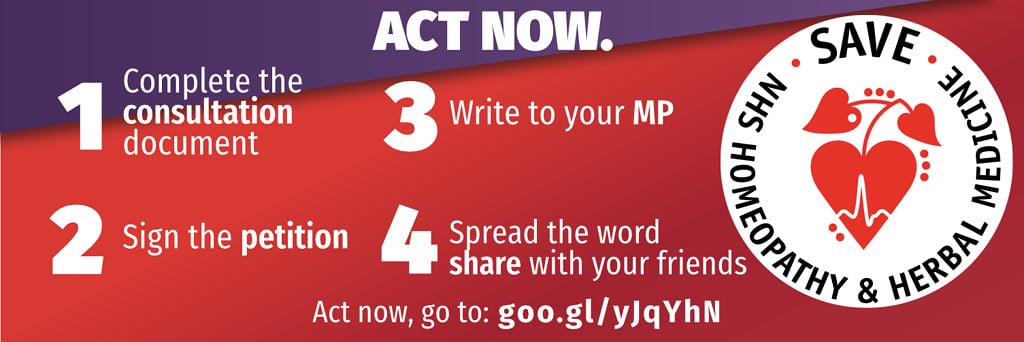 ACT NOW.
1 Complete the
consultation
document
2 Sign the petition
3 Write to your MP
4 Spread the word
share with your friends
Act now, go to: goo.gl/yJqYhN
• SAVE •
NHS HOMEOPATHY & HERBAL MEDICINE